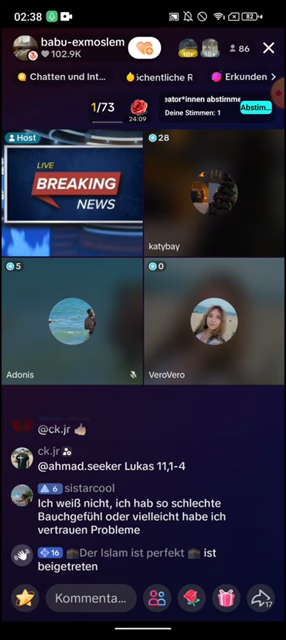 02:38
82
babu-exmoslem
102.9K
10+
86
Chatten und Int...
Erkunden
1/73
24:09
eator*innen abstimme
Deine Stimmen: 1
Abstim...
Host
LIVE
BREAKING
NEWS
28
katybay
5
Adonis
0
VeroVero
@ck.jr 👍🏼
ck.jr
@ahmad.seeker Lukas 11,1-4
6 sistarcool
Ich weiß nicht, ich hab so schlechte
Bauchgefühl oder vielleicht habe ich
vertrauen Probleme
16 🕋Der Islam ist perfekt 🕋 ist
beigetreten
Kommenta...
17